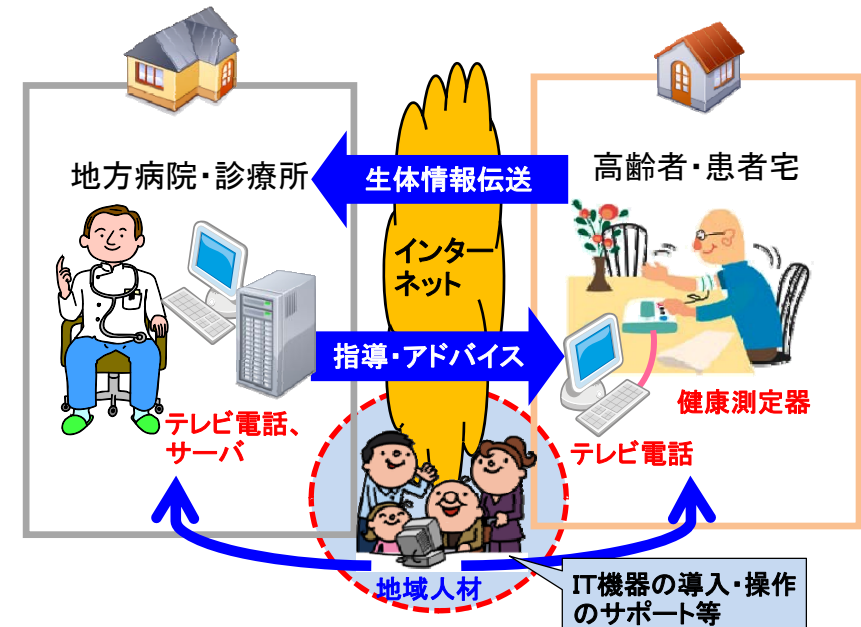 地方病院・診療所
生体情報伝送
高齢者・患者宅
インター
ネット
指導・アドバイス
健康測定器
テレビ電話、
サーバ
テレビ電話
地域人材
IT機器の導入・操作
のサポート等